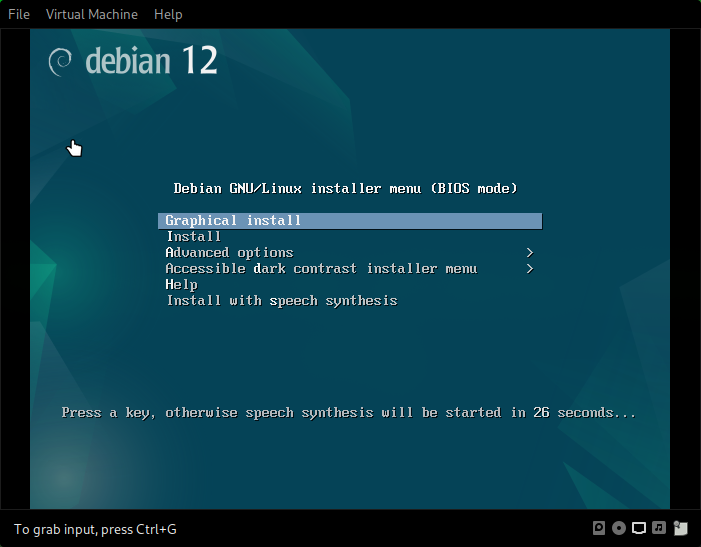 File Virtual Machine Help
debian 12
Debian GNU/Linux installer menu (BIOS mode)
Graphical install
Install
Advanced options >
Accessible dark contrast installer menu >
Help
Install with speech synthesis
Press a key, otherwise speech synthesis will be started in 26 seconds...
To grab input, press Ctrl+G